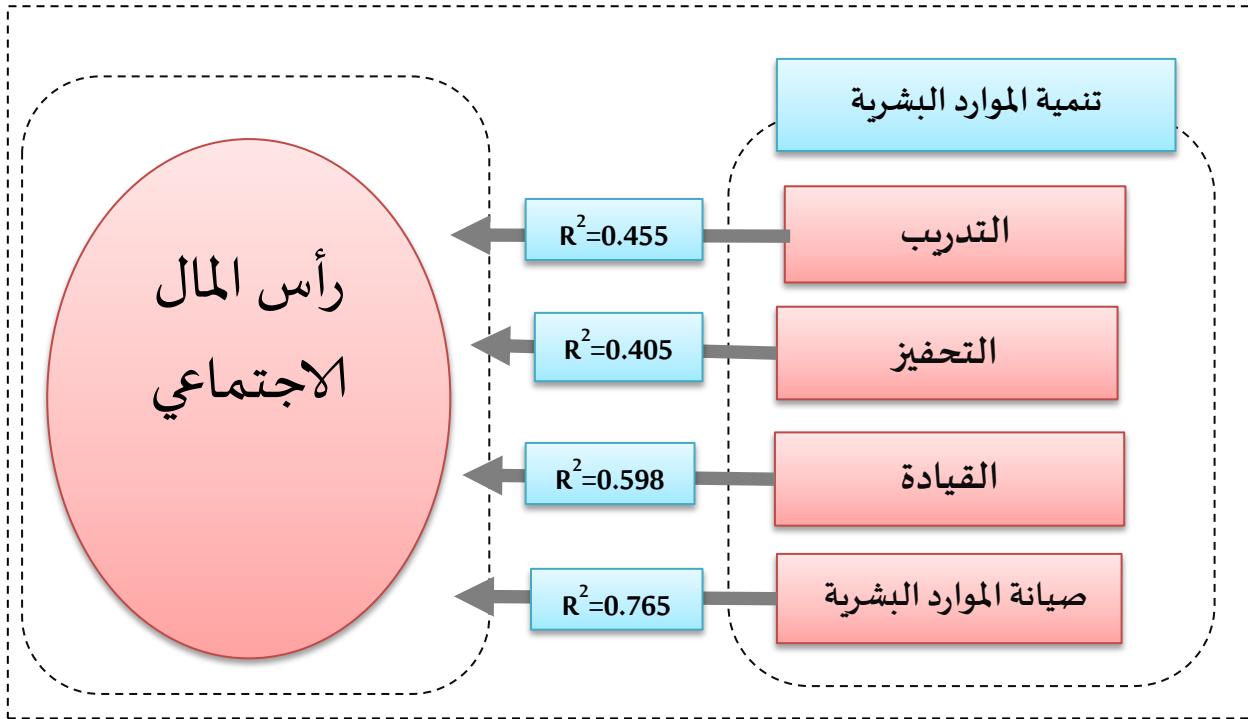 تنمية الموارد البشرية
التدريب
R²=0.455
التحفيز
R²=0.405
القيادة
R²=0.598
صيانة الموارد البشرية
R²=0.765
رأس المال
الاجتماعي